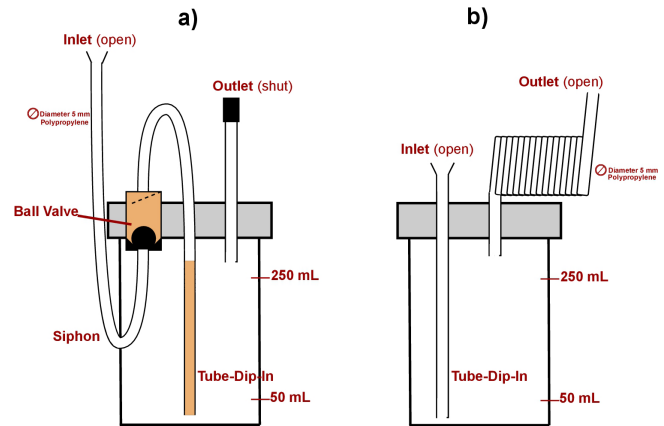 a)
Inlet (open)
Outlet (shut)
Diameter 5 mm
Polypropylene
Ball Valve
250 mL
Siphon
Tube-Dip-In
50 mL
b)
Outlet (open)
Inlet (open)
Diameter 5 mm
Polypropylene
250 mL
Tube-Dip-In
50 mL